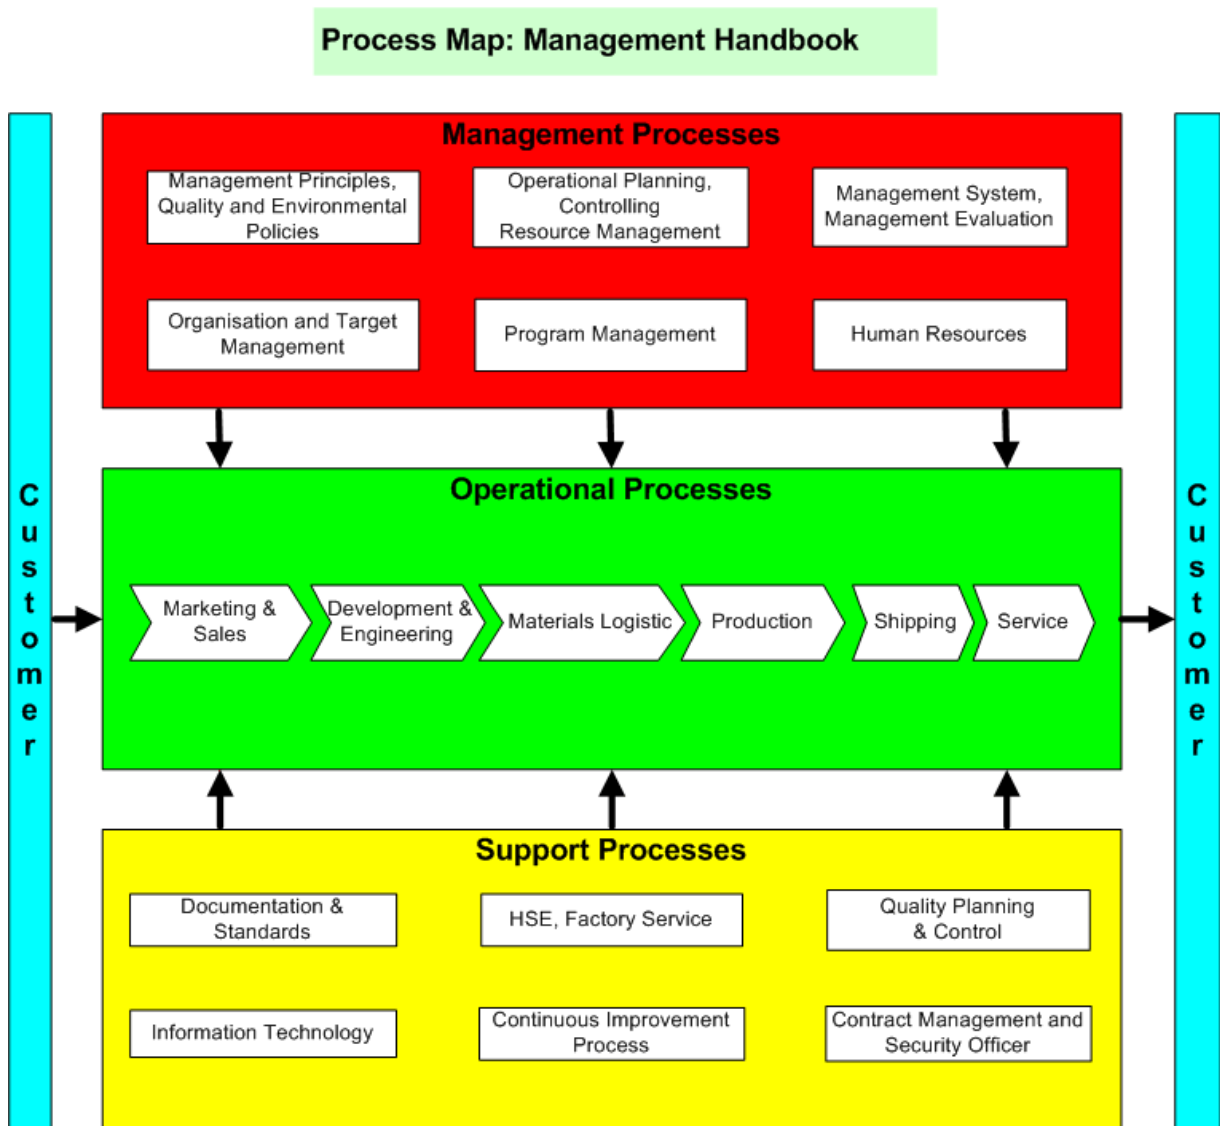 Process Map: Management Handbook
Management Processes
Management Principles,
Quality and Environmental
Policies
Operational Planning,
Controlling
Resource Management
Management System,
Management Evaluation
Organisation and Target
Management
Program Management
Human Resources
Customer
Operational Processes
Marketing &
Sales
Development &
Engineering
Materials Logistic
Production
Shipping
Service
Customer
Support Processes
Documentation &
Standards
HSE, Factory Service
Quality Planning
& Control
Information Technology
Continuous Improvement
Process
Contract Management and
Security Officer